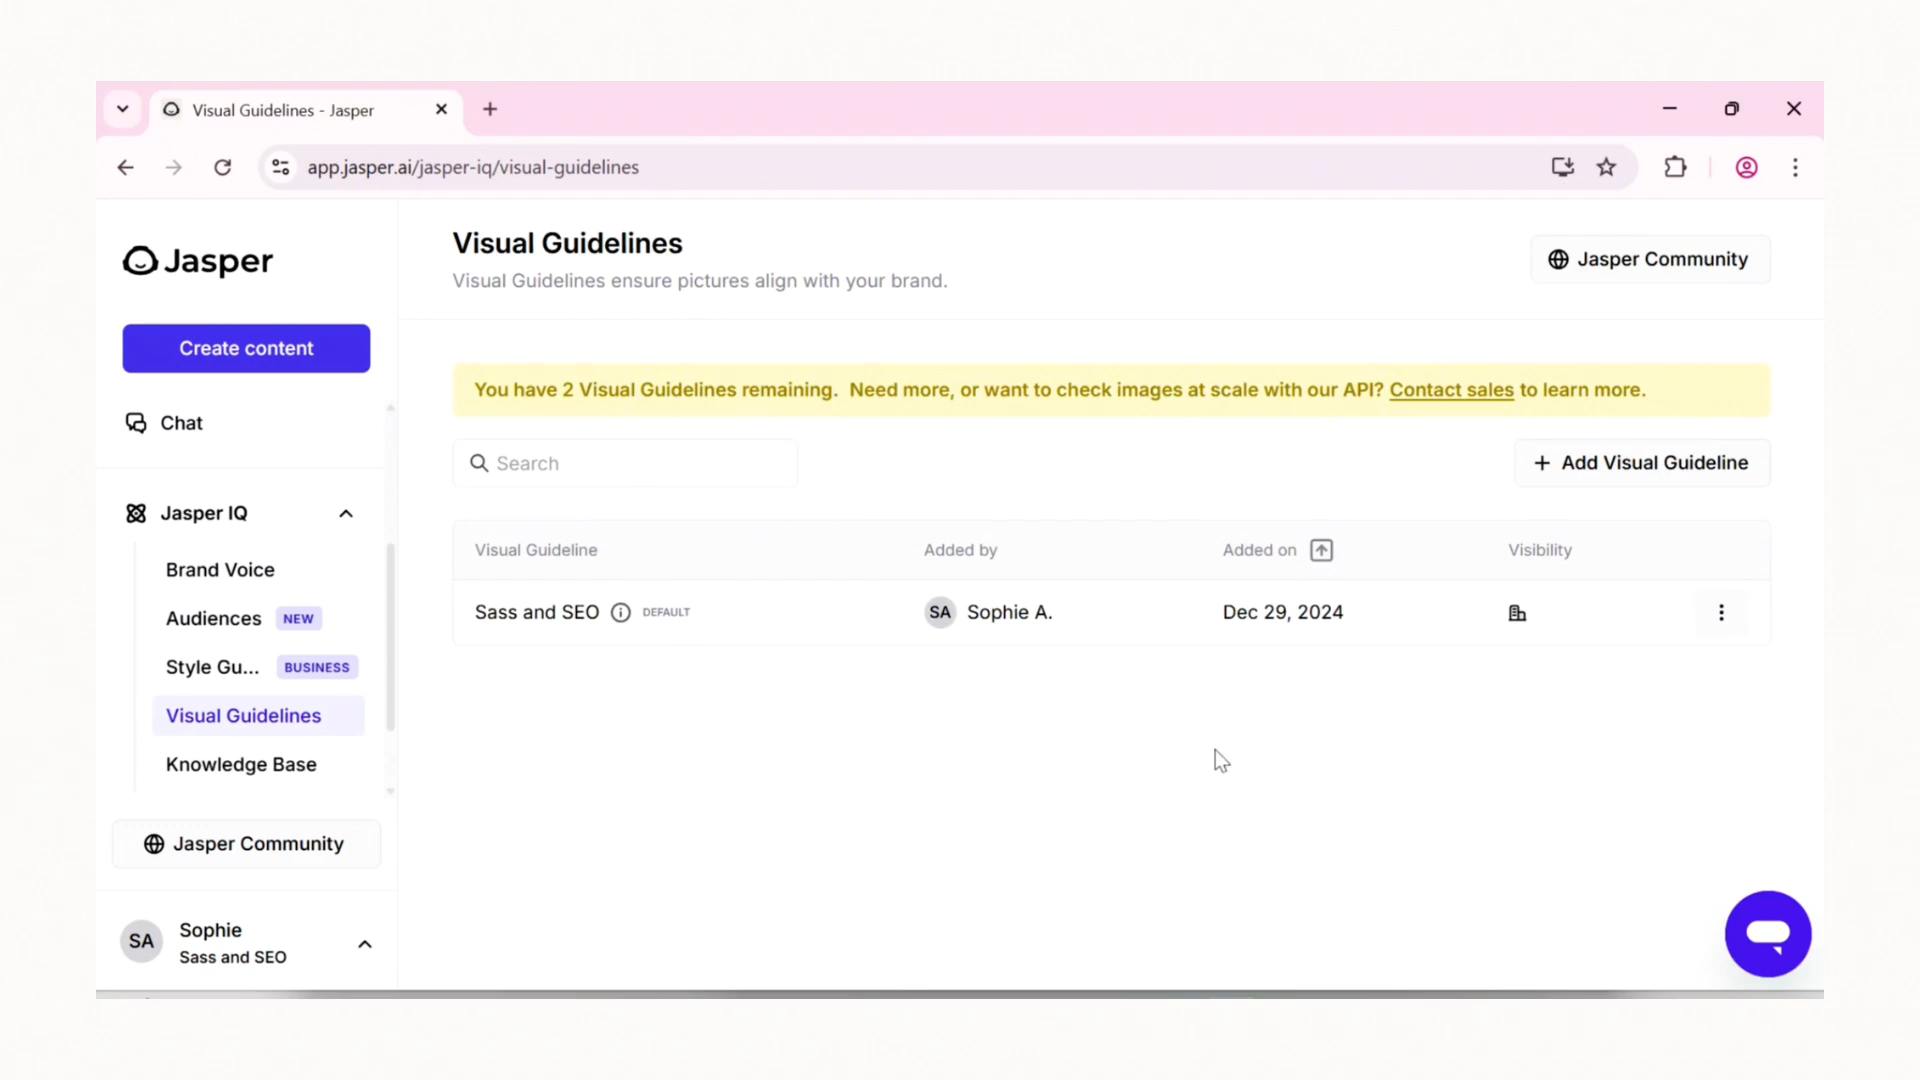 Visual Guidelines - Jasper
app.jasper.ai/jasper-iq/visual-guidelines
Jasper
Create content
Chat
Jasper IQ
Brand Voice
Audiences NEW
Style Gu... BUSINESS
Visual Guidelines
Knowledge Base
Jasper Community
SA
Sophie
Sass and SEO
Visual Guidelines
Visual Guidelines ensure pictures align with your brand.
Jasper Community
You have 2 Visual Guidelines remaining. Need more, or want to check images at scale with our API? Contact sales to learn more.
Search
+ Add Visual Guideline
Visual Guideline Added by Added on Visibility
Sass and SEO DEFAULT SA Sophie A. Dec 29, 2024